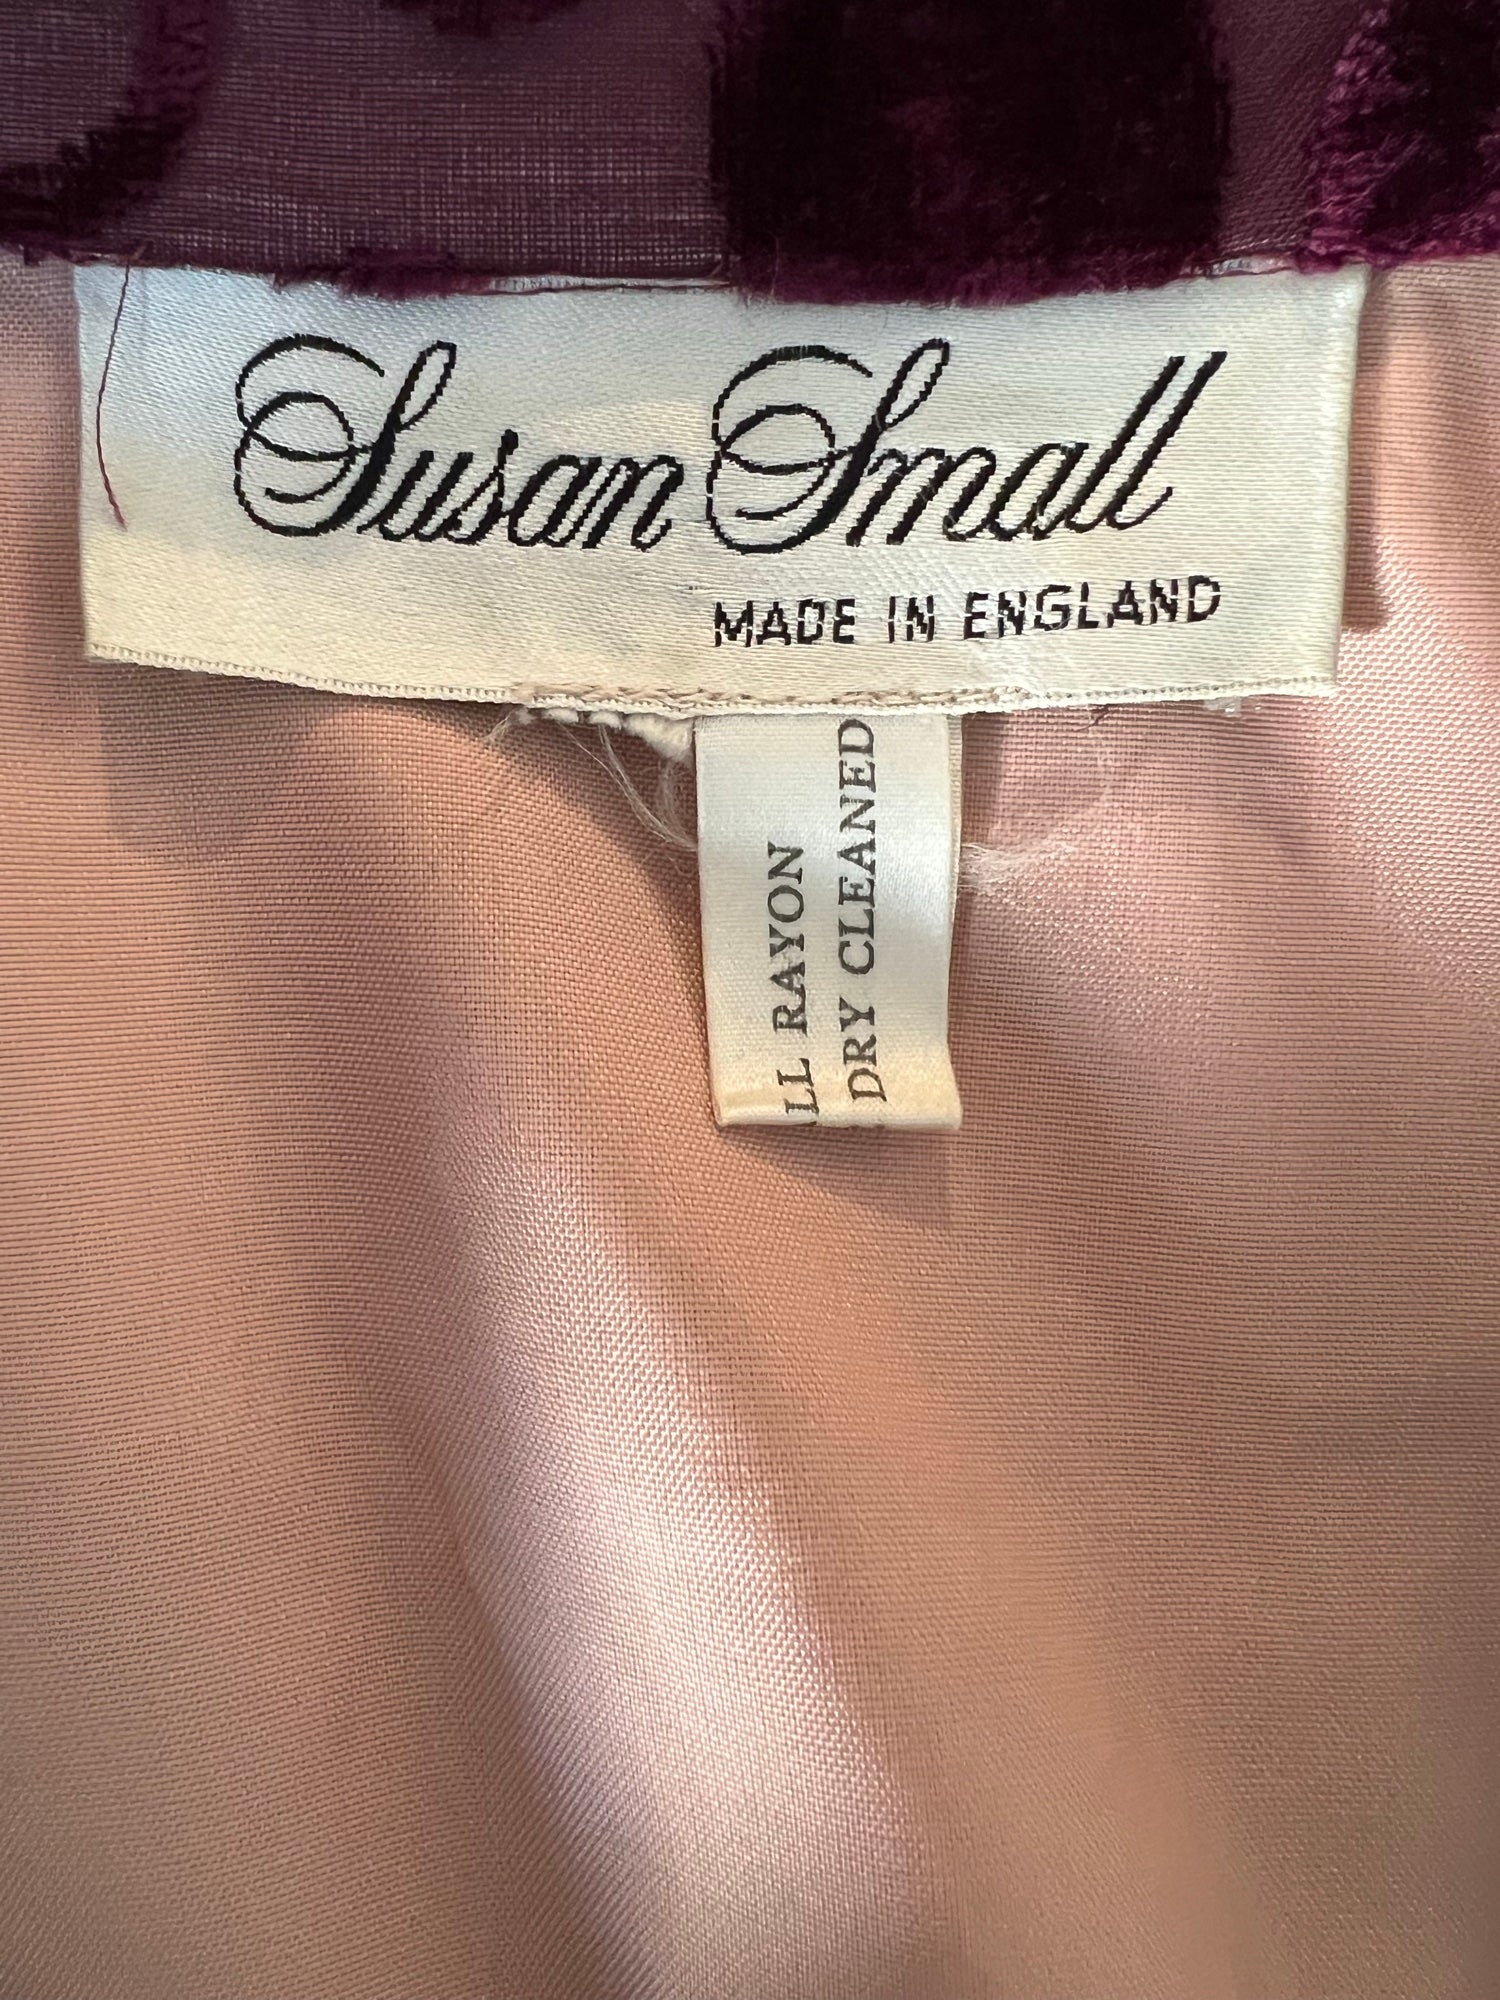 Susan Small
MADE IN ENGLAND
LL RAYON
DRY CLEANED